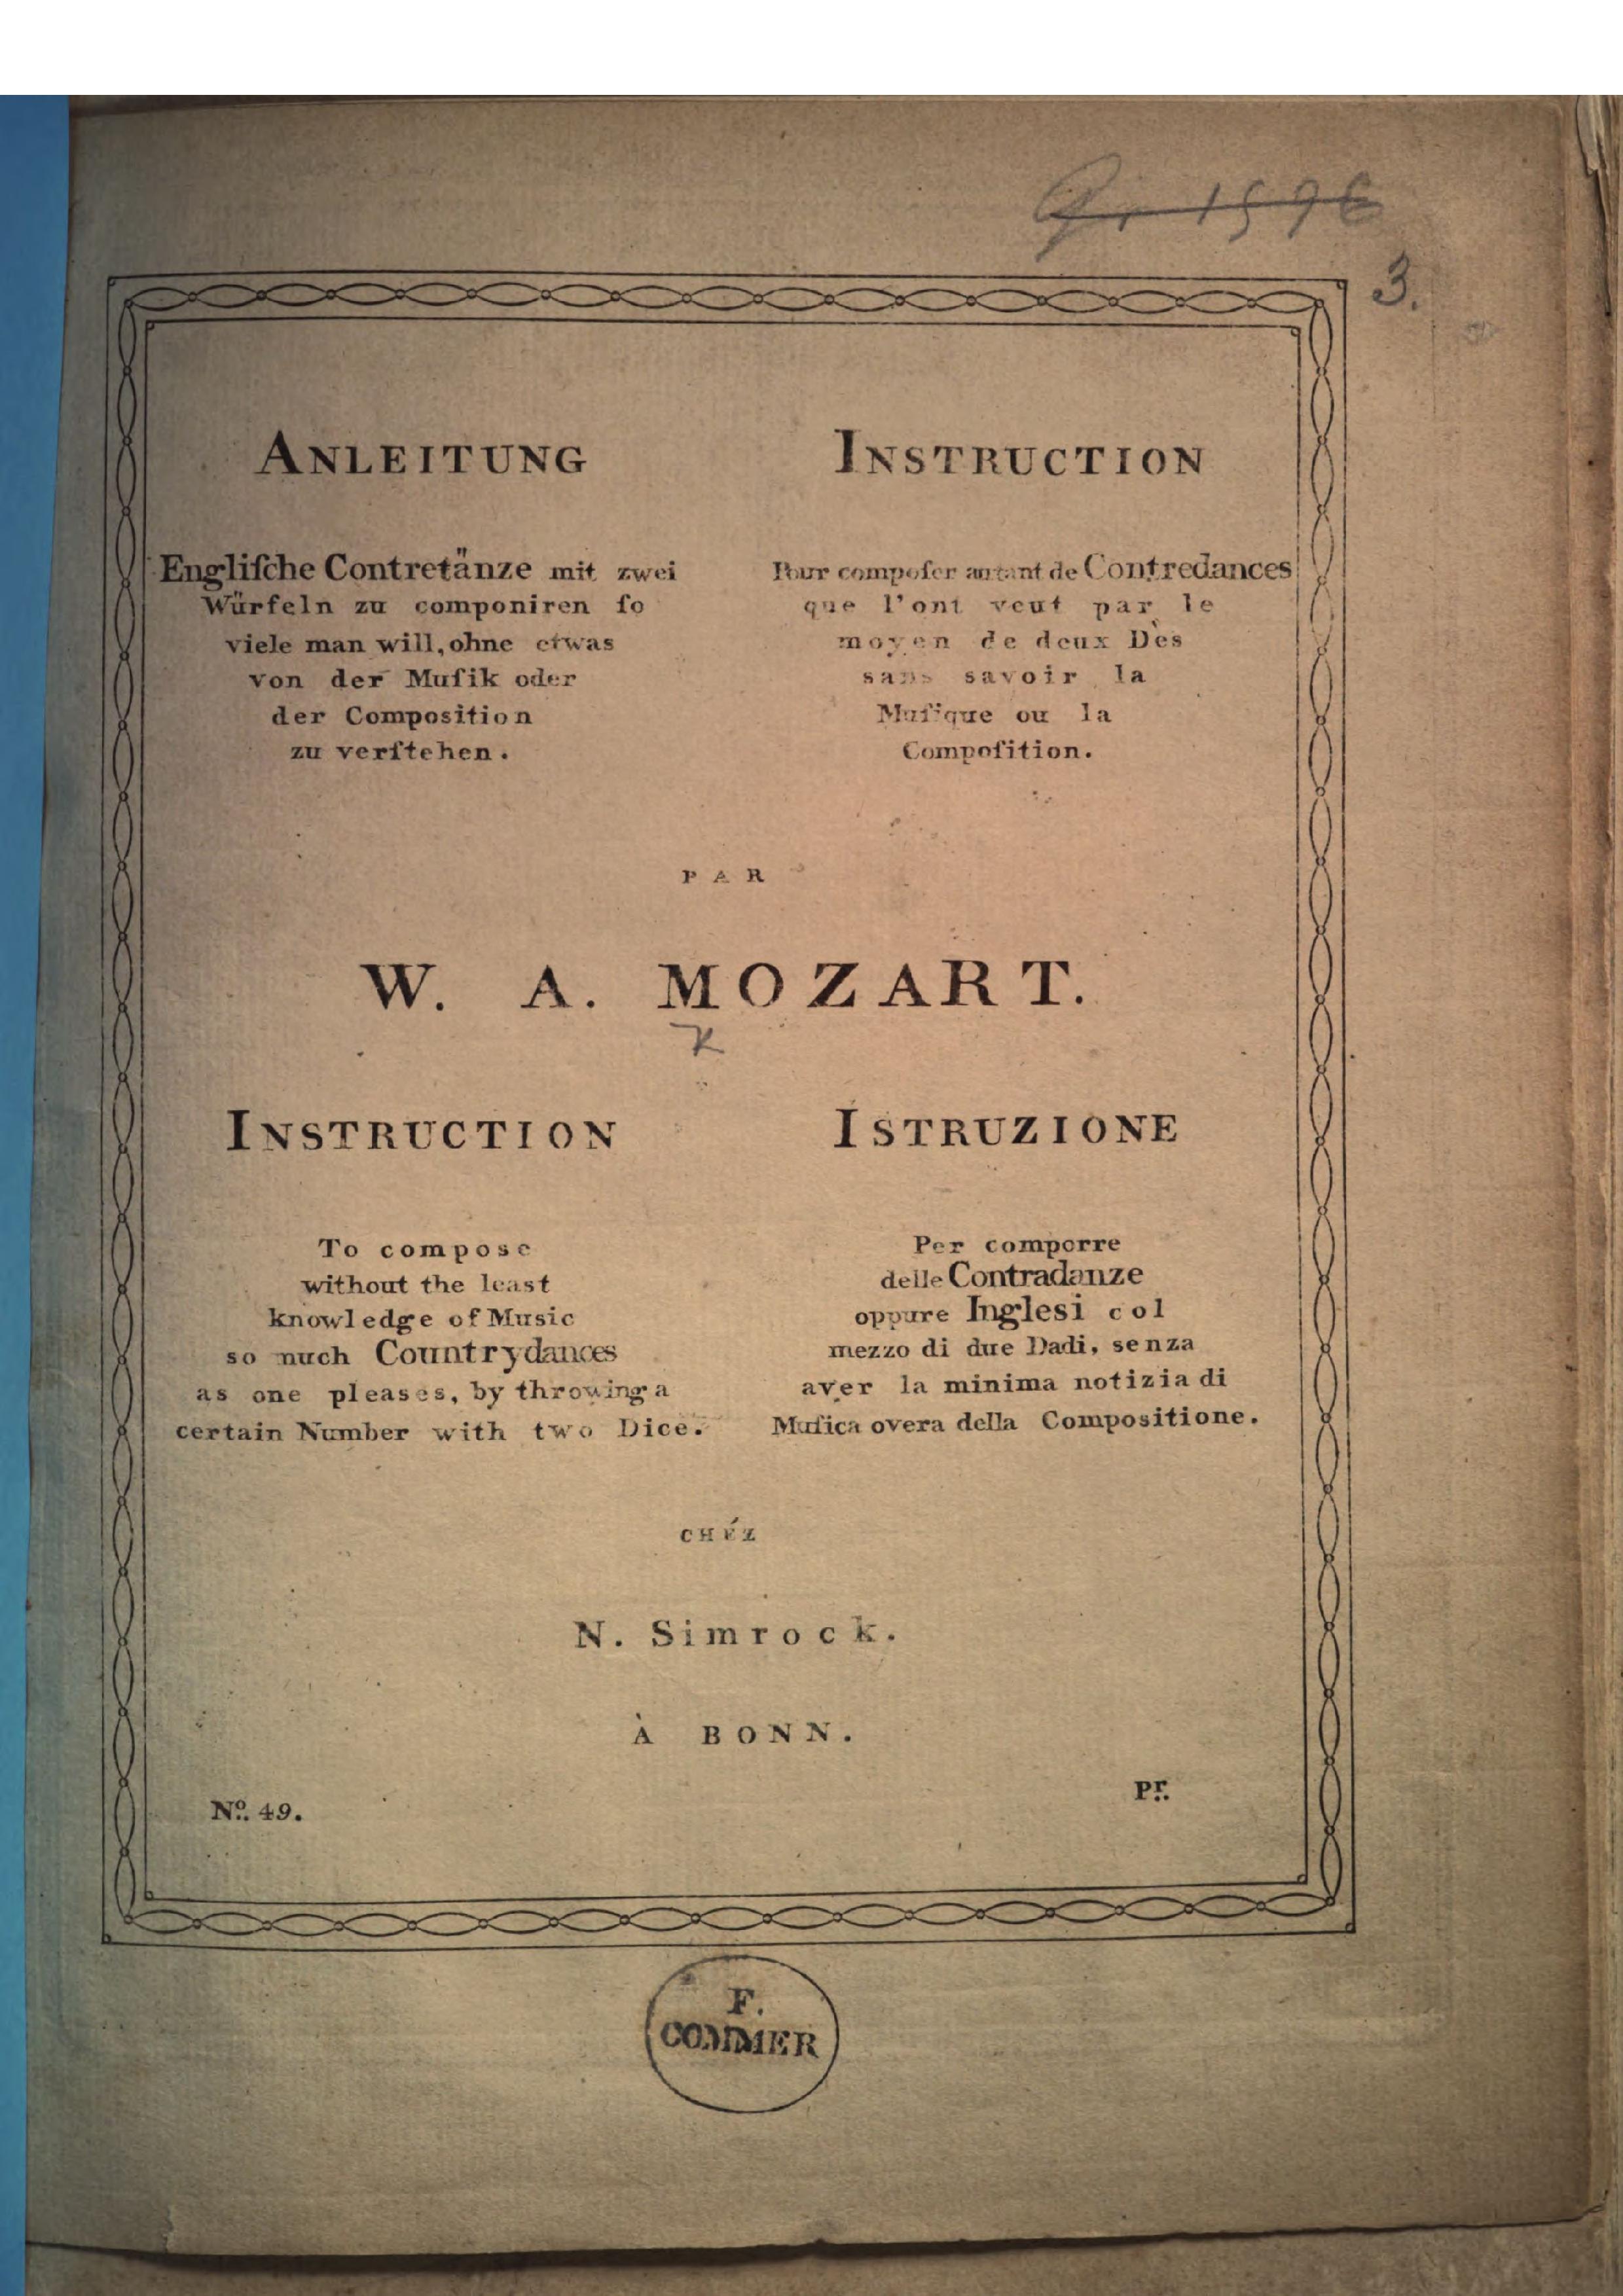 1596
3.
ANLEITUNG
Engliſche Contretänze mit zwei
Würfeln zu componiren ſo
viele man will, ohne etwas
von der Muſik oder
der Composition
zu verſtehen.
INSTRUCTION
Pour compoſer autant de Contredances
que l'ont veut par le
moyen de deux Dès
sans savoir la
Muſique ou la
Compoſition.
PAR
W. A. MOZART.
INSTRUCTION
To compose
without the least
knowledge of Music
so much Countrydances
as one pleases, by throwing a
certain Number with two Dice.
ISTRUZIONE
Per comporre
delle Contradanze
oppure Inglesi col
mezzo di due Dadi, senza
aver la minima notizia di
Muſica overa della Compositione.
CHÉZ
N. Simrock.
À BONN.
Nº. 49.
Pr.
F.
COMMER